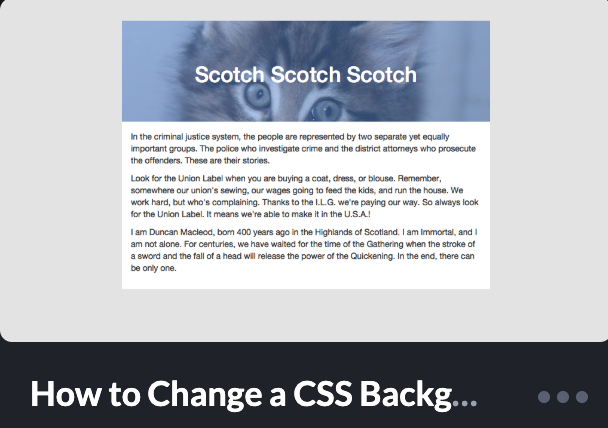 Scotch Scotch Scotch
In the criminal justice system, the people are represented by two separate yet equally
important groups. The police who investigate crime and the district attorneys who prosecute
the offenders. These are their stories.
Look for the Union Label when you are buying a coat, dress, or blouse. Remember,
somewhere our union's sewing, our wages going to feed the kids, and run the house. We
work hard, but who's complaining. Thanks to the I.L.G. we're paying our way. So always look
for the Union Label. It means we're able to make it in the U.S.A.!
I am Duncan Macleod, born 400 years ago in the Highlands of Scotland. I am Immortal, and I
am not alone. For centuries, we have waited for the time of the Gathering when the stroke of
a sword and the fall of a head will release the power of the Quickening. In the end, there can
be only one.
How to Change a CSS Backg...